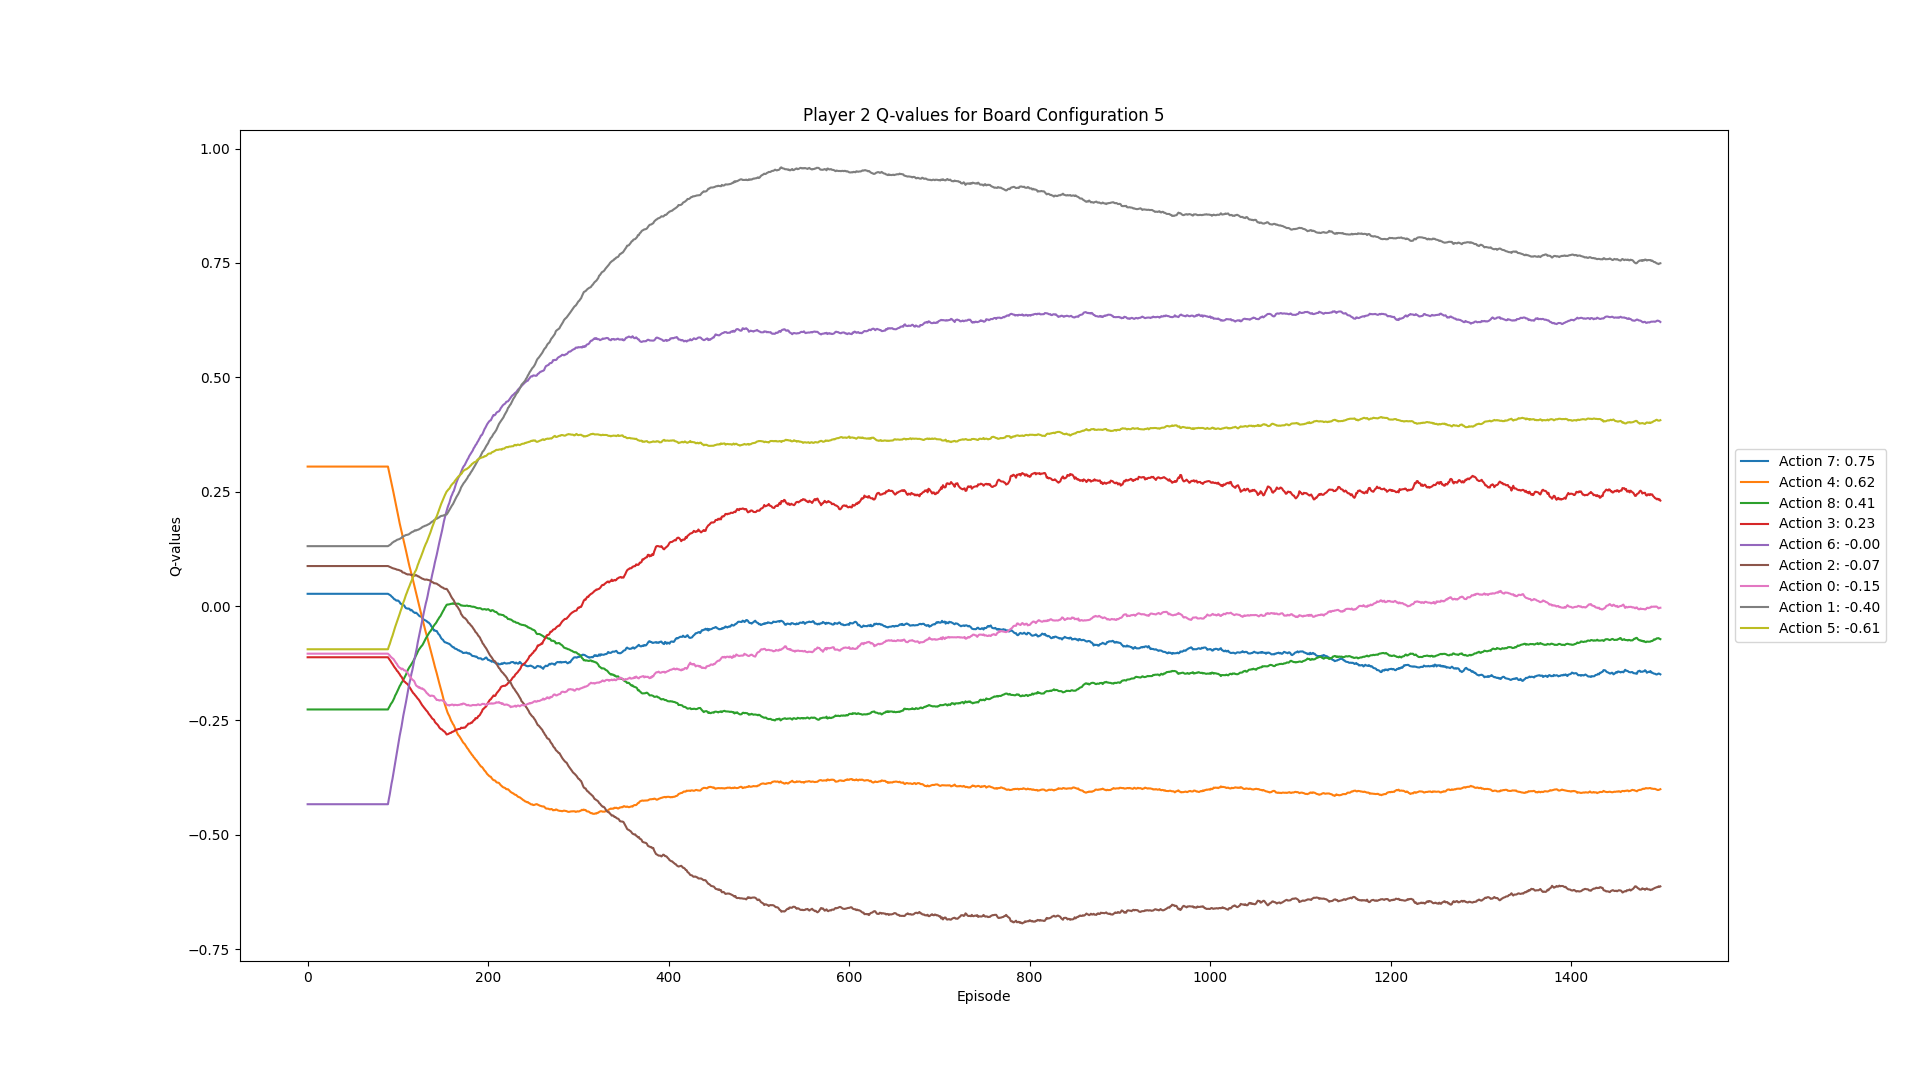 Player 2 Q-values for Board Configuration 5
1.00
0.75
0.50
0.25
0.00
−0.25
−0.50
−0.75
Q-values
0 200 400 600 800 1000 1200 1400
Episode
Action 7: 0.75
Action 4: 0.62
Action 8: 0.41
Action 3: 0.23
Action 6: -0.00
Action 2: -0.07
Action 0: -0.15
Action 1: -0.40
Action 5: -0.61